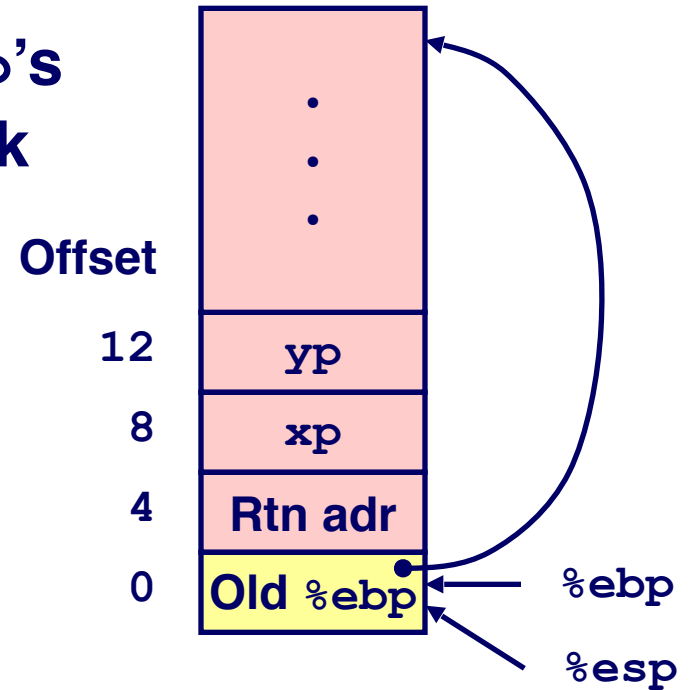 's
k
Offset
12 yp
8 xp
4 Rtn adr
0 Old %ebp %ebp
%esp